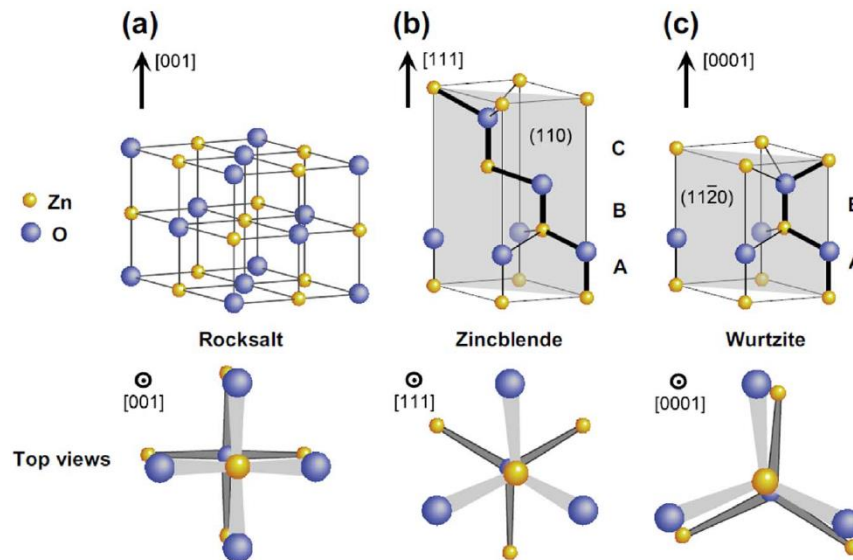 (a)
(b)
(c)
[001]
[111]
[0001]
(110)
C
Zn
(112̅0)
O
B
B
A
A
Rocksalt
Zincblende
Wurtzite
[001]
[111]
[0001]
Top views